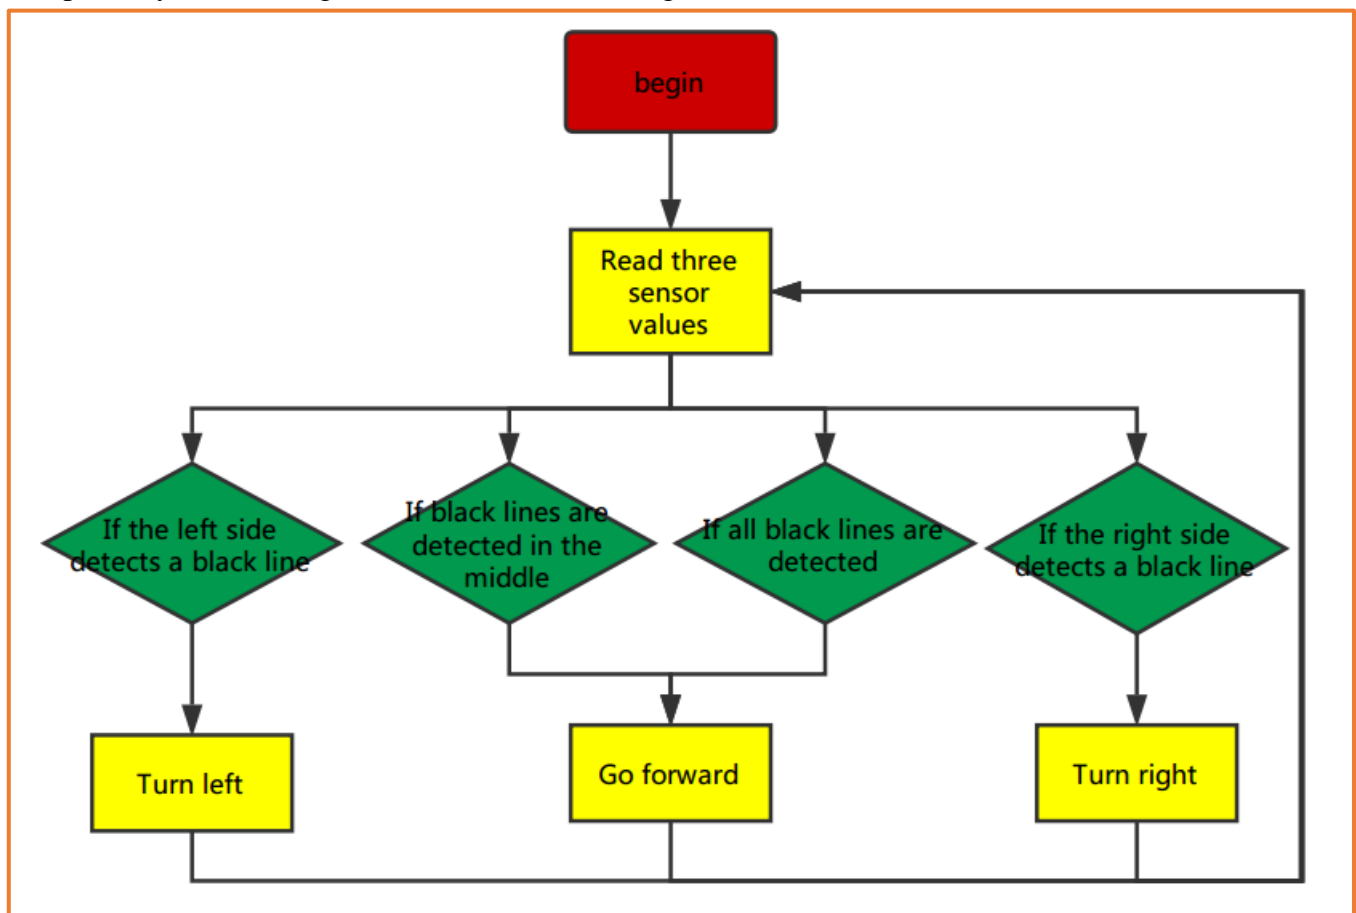 begin
Read three
sensor
values
If the left side
detects a black line
If black lines are
detected in the
middle
If all black lines are
detected
If the right side
detects a black line
Turn left
Go forward
Turn right